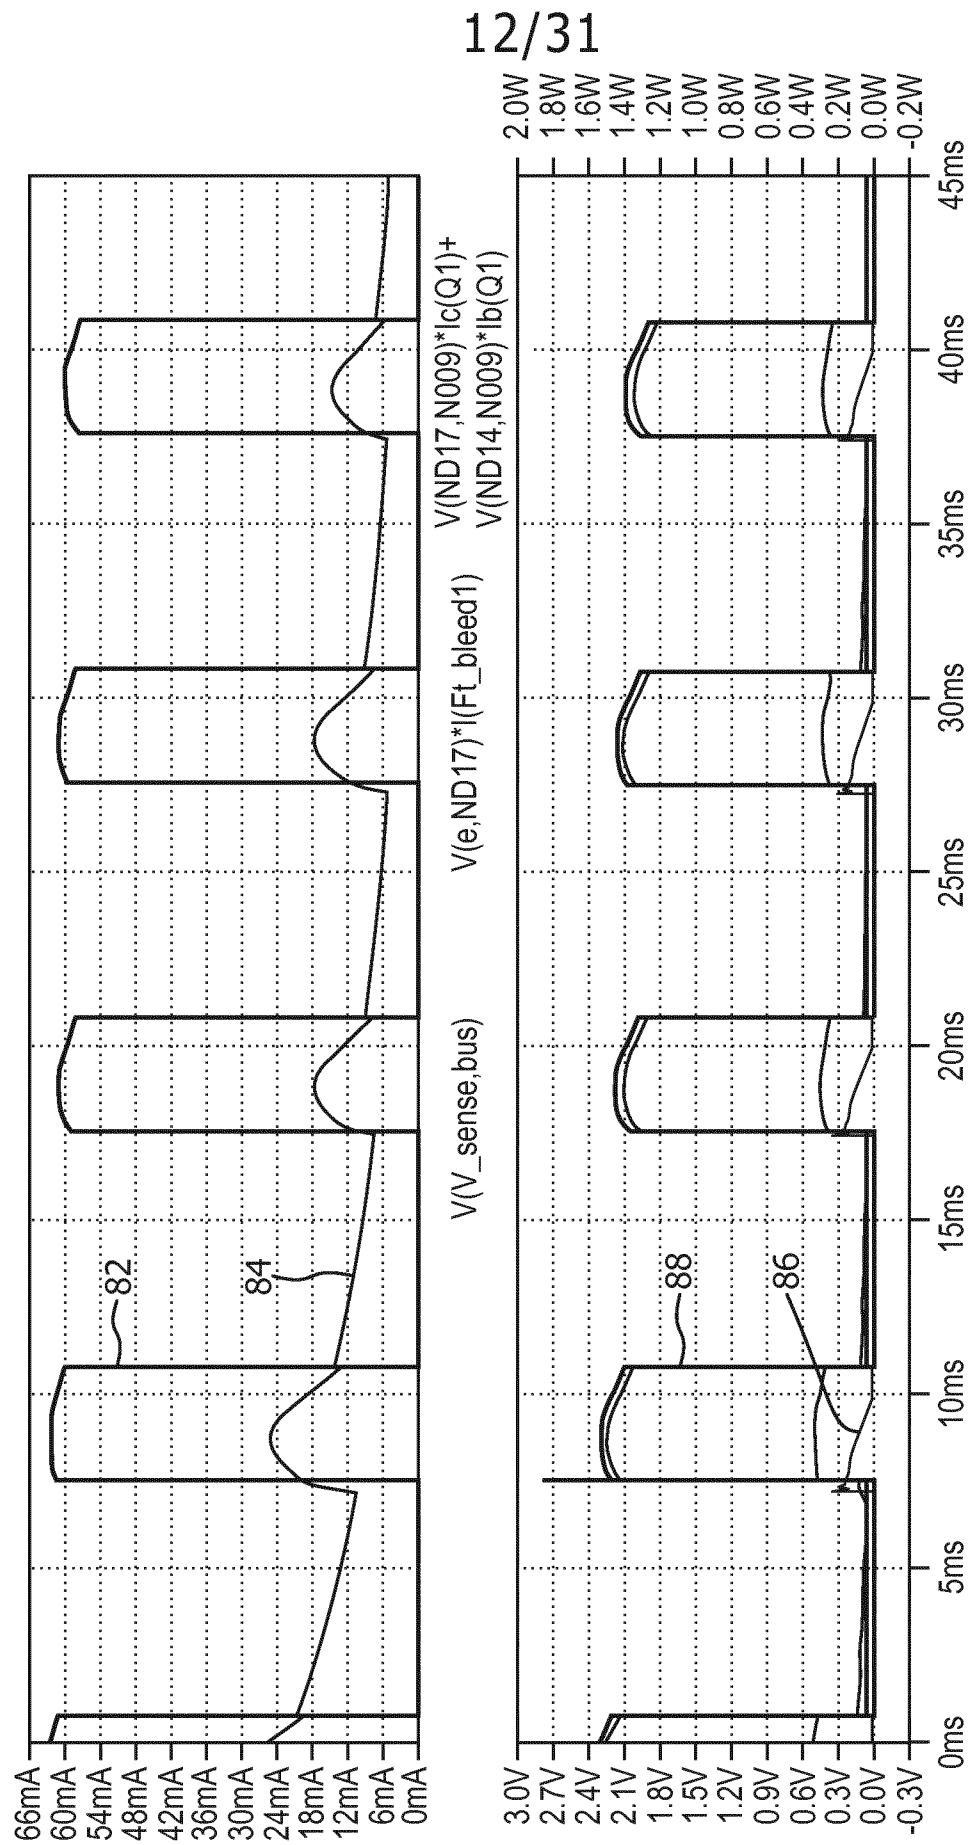 12/31
66mA
60mA
54mA
48mA
42mA
36mA
30mA
24mA
18mA
12mA
6mA
0mA
82
84
V(V_sense,bus)
V(e,ND17)*I(Ft_bleed1)
V(ND17,N009)*Ic(Q1)+
V(ND14,N009)*Ib(Q1)
3.0V
2.7V
2.4V
2.1V
1.8V
1.5V
1.2V
0.9V
0.6V
0.3V
0.0V
-0.3V
2.0W
1.8W
1.6W
1.4W
1.2W
1.0W
0.8W
0.6W
0.4W
0.2W
0.0W
-0.2W
88
86
0ms
5ms
10ms
15ms
20ms
25ms
30ms
35ms
40ms
45ms